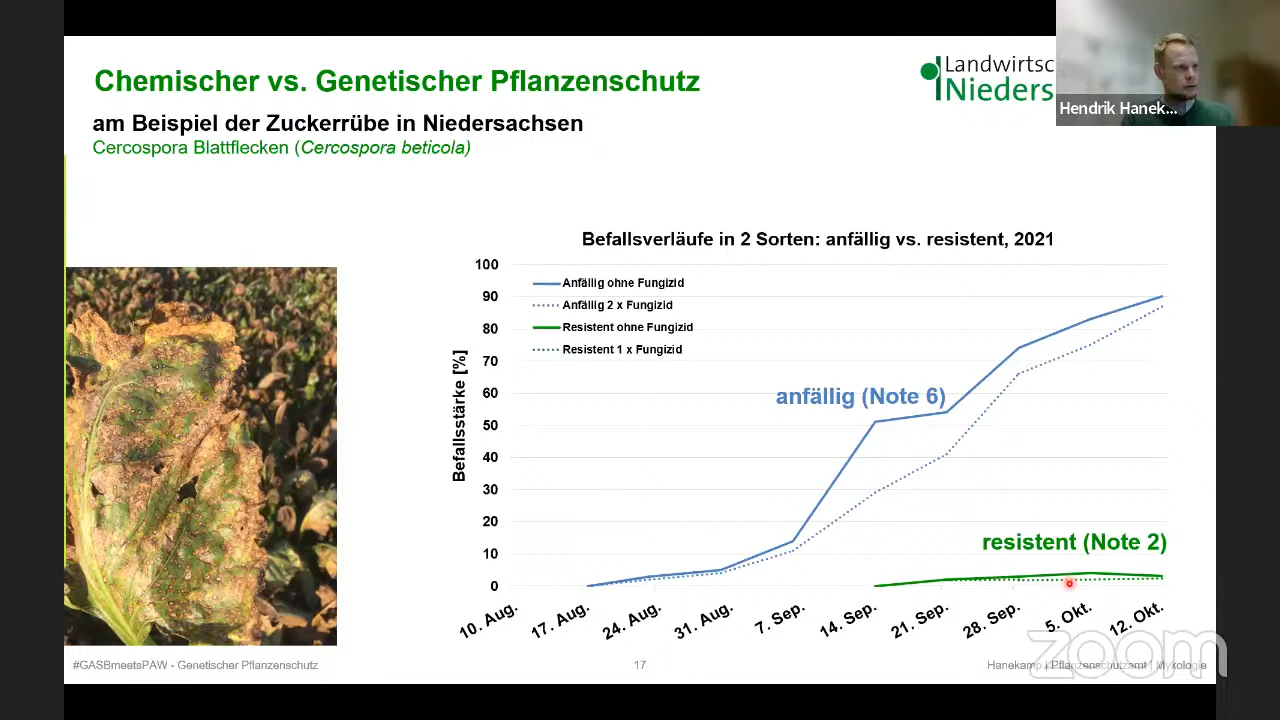 Chemischer vs. Genetischer Pflanzenschutz
am Beispiel der Zuckerrübe in Niedersachsen
Cercospora Blattflecken (Cercospora beticola)
Landwirtsc
Nieders
Hendrik Hanek...
Befallsverläufe in 2 Sorten: anfällig vs. resistent, 2021
Befallsstärke [%]
100
90
80
70
60
50
40
30
20
10
0
Anfällig ohne Fungizid
Anfällig 2 x Fungizid
Resistent ohne Fungizid
Resistent 1 x Fungizid
anfällig (Note 6)
resistent (Note 2)
10. Aug.
17. Aug.
24. Aug.
31. Aug.
7. Sep.
14. Sep.
21. Sep.
28. Sep.
5. Okt.
12. Okt.
#GASBmeetsPAW - Genetischer Pflanzenschutz
17
Hanekamp | Pflanzenschutzamt | Mykologie
zoom